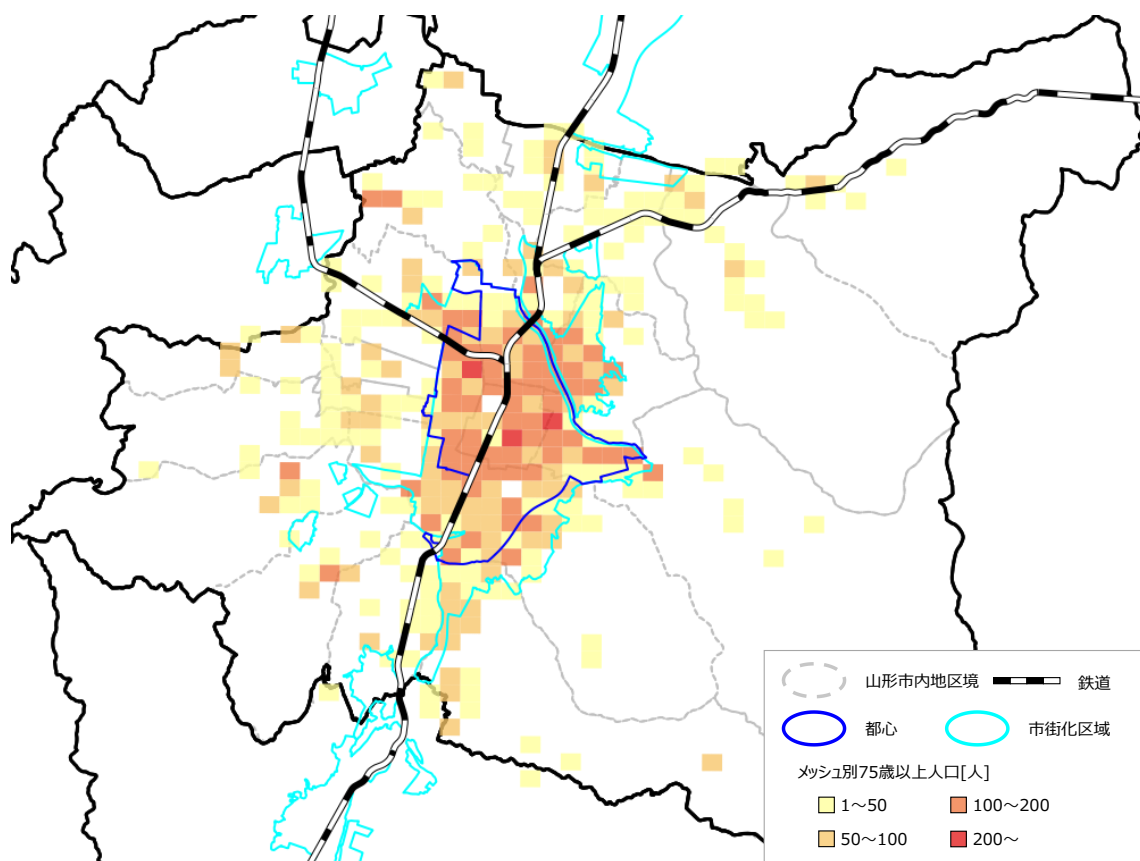 山形市内地区境 鉄道
都心 市街化区域
メッシュ別75歳以上人口[人]
1～50 100～200
50～100 200～